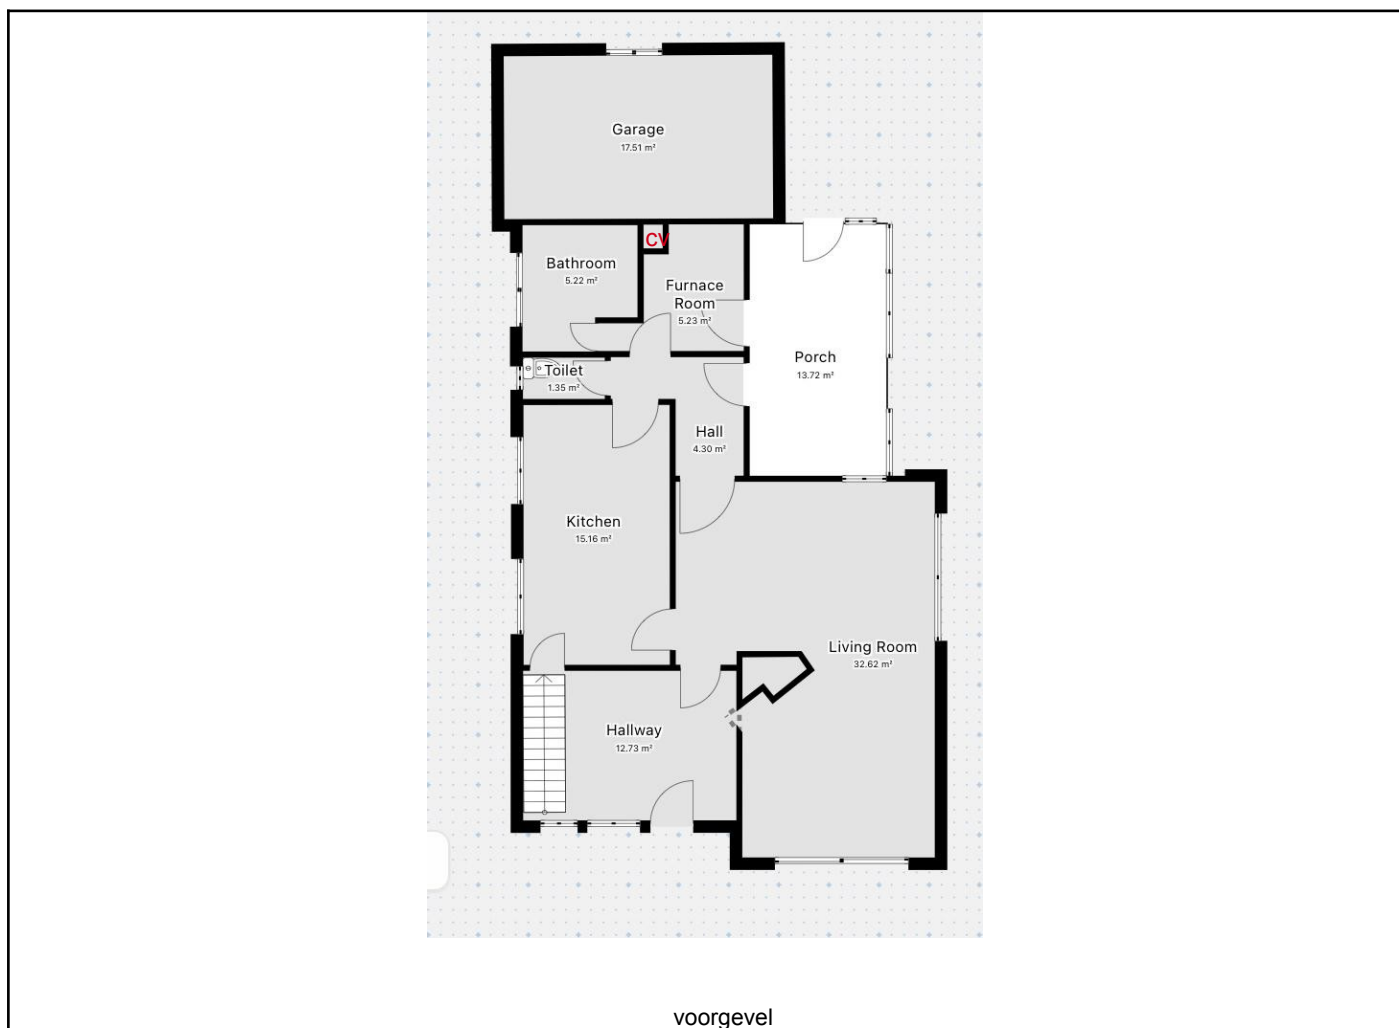 Garage
17.51 m²
CV
Bathroom
5.22 m²
Furnace
Room
5.23 m²
Porch
13.72 m²
Toilet
1.35 m²
Hall
4.30 m²
Kitchen
15.16 m²
Living Room
32.62 m²
Hallway
12.73 m²
voorgevel